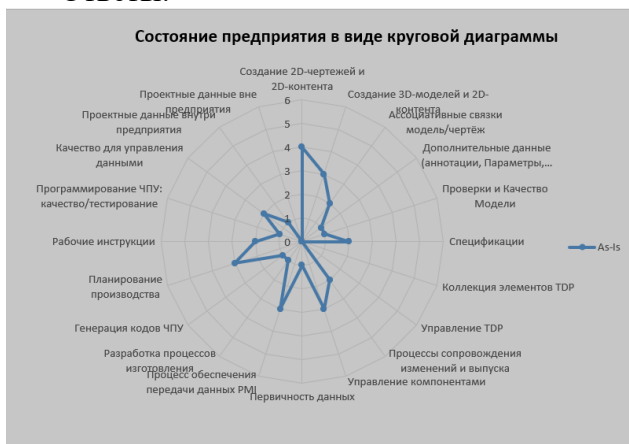 Состояние предприятия в виде круговой диаграммы
Создание 2D-чертежей и
2D-контента
Создание 3D-моделей и 2D-
контента
Ассоциативные связки
модель/чертёж
Дополнительные данные
(аннотации, Параметры,...
Проверки и Качество
Модели
Спецификации
Коллекция элементов TDP
Управление TDP
Процессы сопровождения
изменений и выпуска
Управление компонентами
Первичность данных
Процесс обеспечения
передачи данных PMI
Разработка процессов
изготовления
Генерация кодов ЧПУ
Планирование
производства
Рабочие инструкции
Программирование ЧПУ:
качество/тестирование
Качество для управления
данными
Проектные данные внутри
предприятия
Проектные данные вне
предприятия
6
5
4
3
2
1
0
As-Is